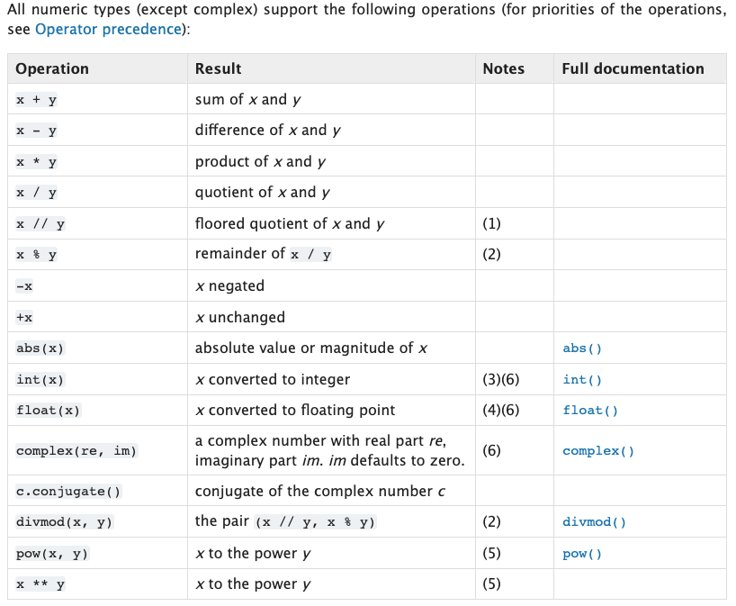 All numeric types (except complex) support the following operations (for priorities of the operations,
see Operator precedence):
Operation Result Notes Full documentation
x + y sum of x and y
x - y difference of x and y
x * y product of x and y
x / y quotient of x and y
x // y floored quotient of x and y (1)
x % y remainder of x / y (2)
-x x negated
+x x unchanged
abs(x) absolute value or magnitude of x abs()
int(x) x converted to integer (3)(6) int()
float(x) x converted to floating point (4)(6) float()
complex(re, im) a complex number with real part re,
imaginary part im. im defaults to zero. (6) complex()
c.conjugate() conjugate of the complex number c
divmod(x, y) the pair (x // y, x % y) (2) divmod()
pow(x, y) x to the power y (5) pow()
x ** y x to the power y (5)